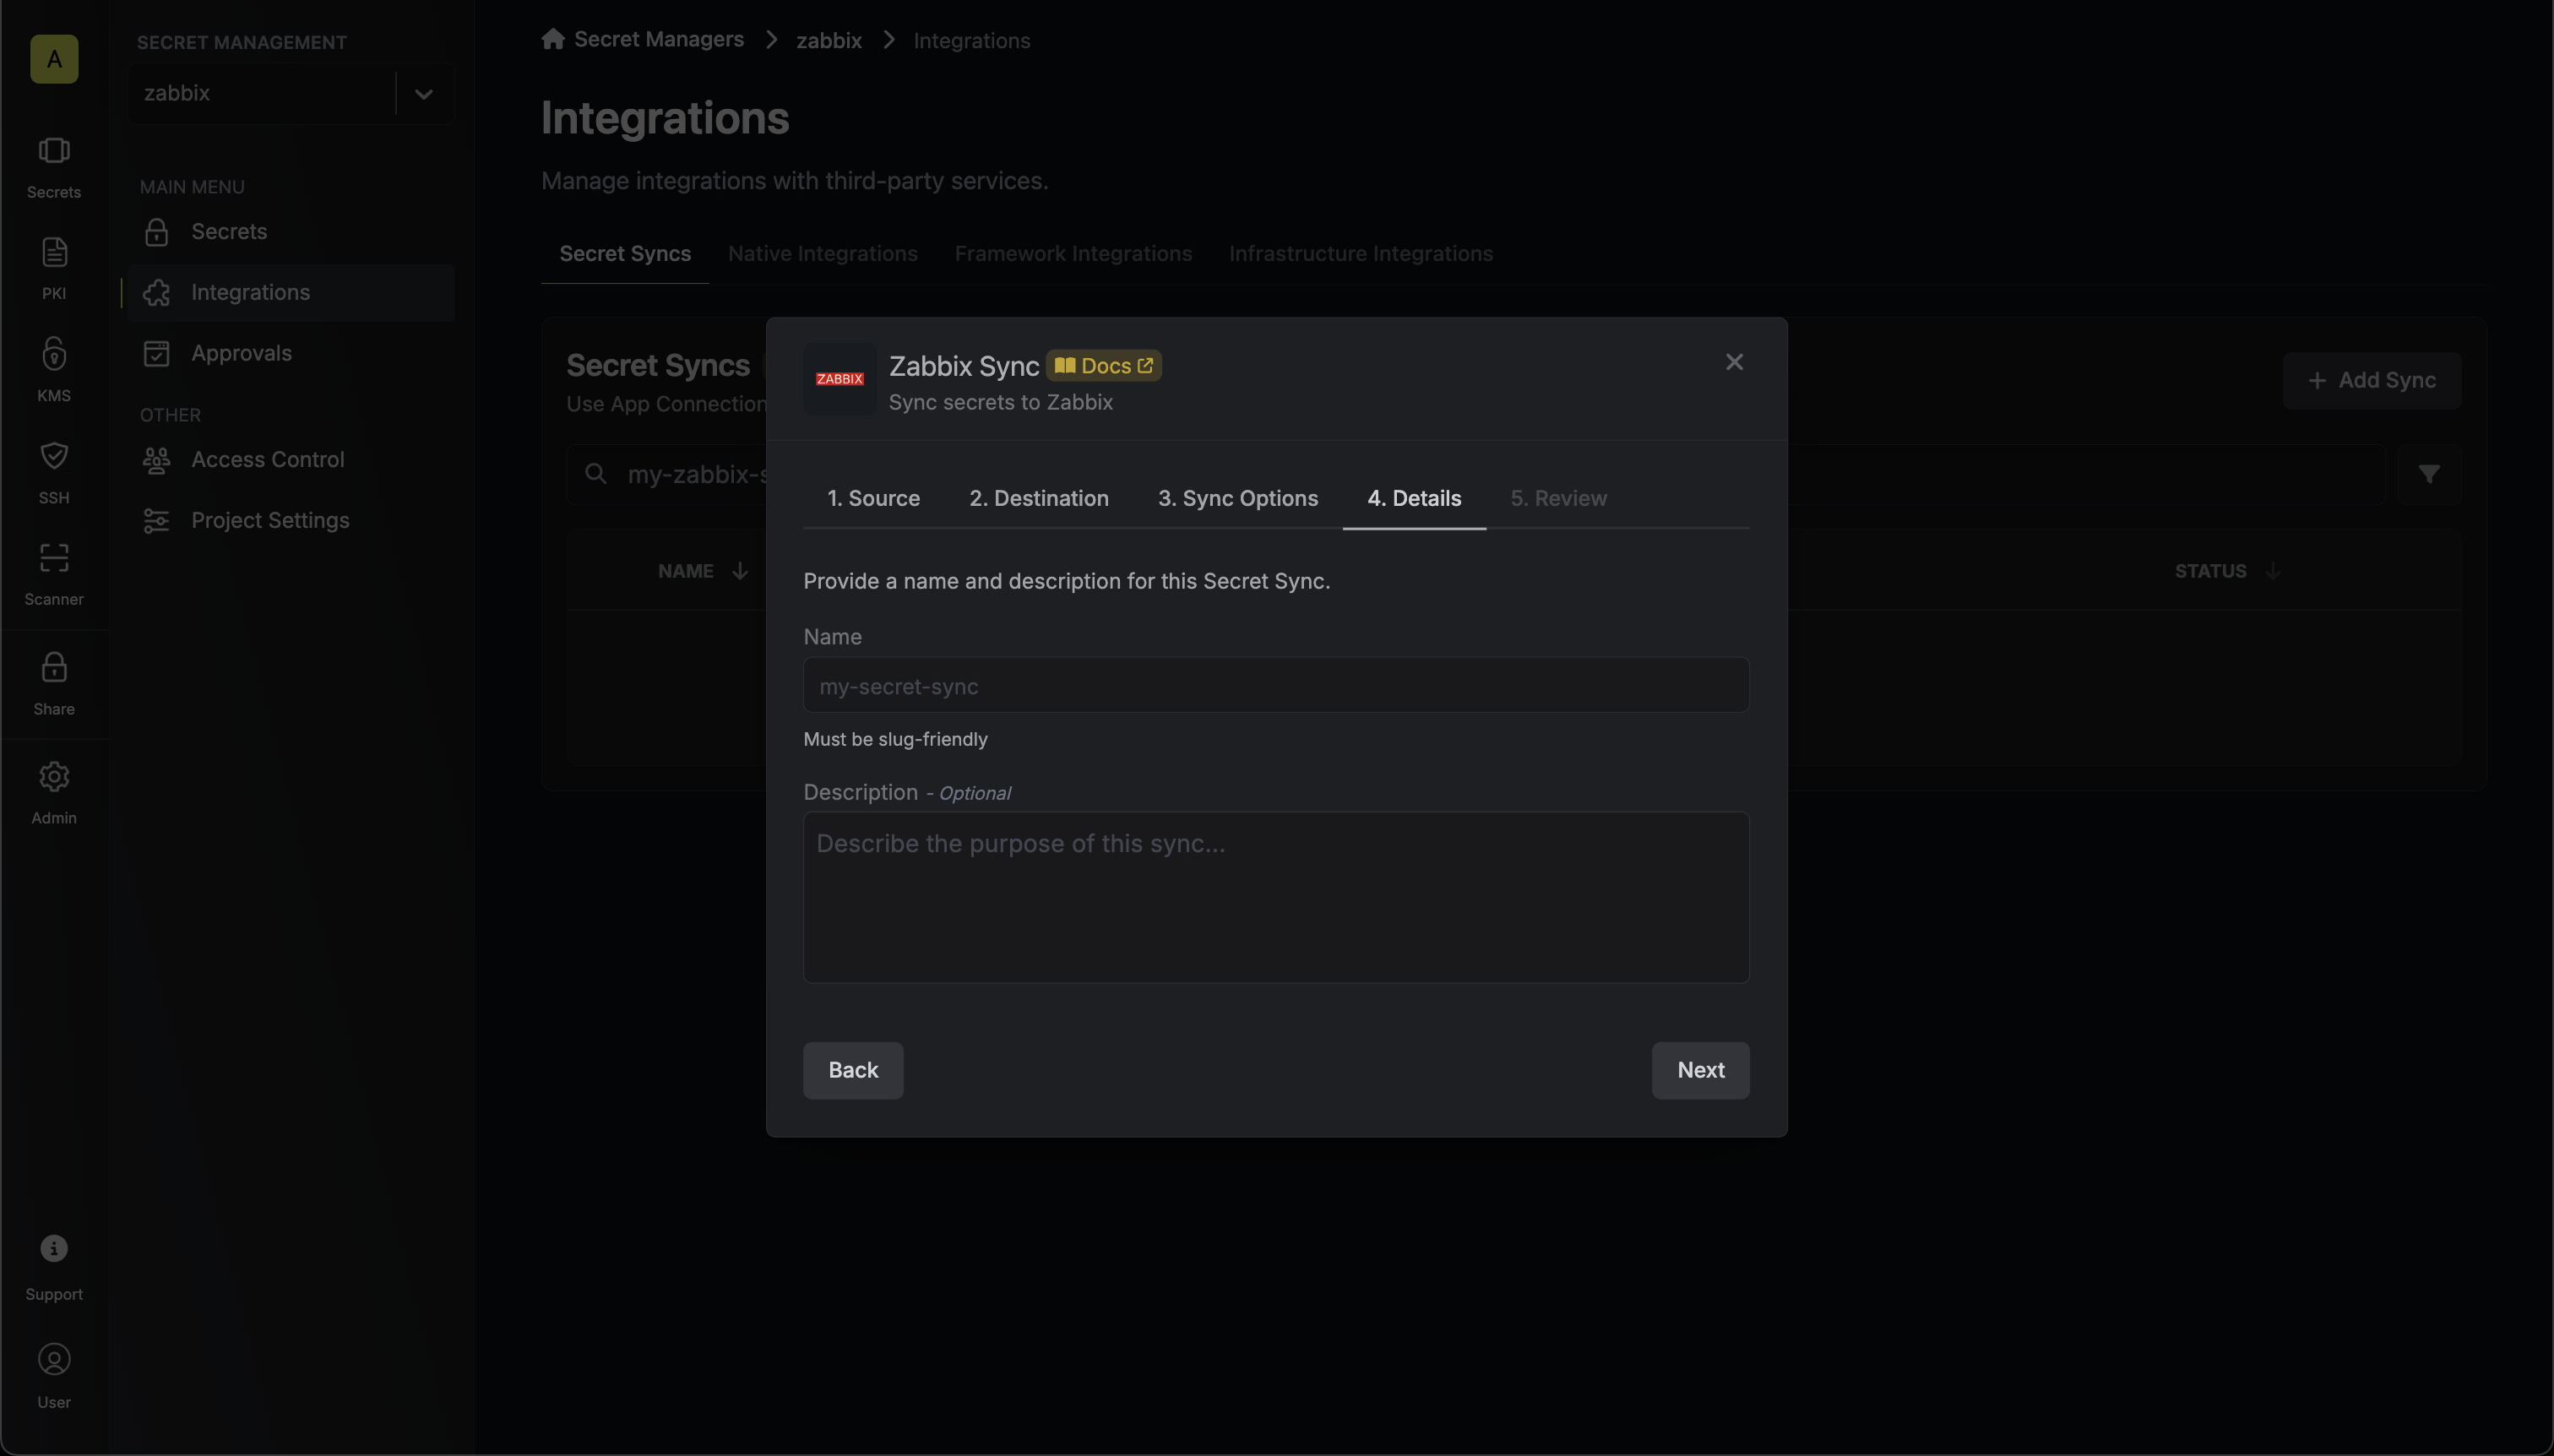 A
Secrets
PKI
KMS
SSH
Scanner
Share
Admin
Support
User
SECRET MANAGEMENT
zabbix
MAIN MENU
Secrets
Integrations
Approvals
OTHER
Access Control
Project Settings
Secret Managers > zabbix > Integrations
Integrations
Manage integrations with third-party services.
Secret Syncs Native Integrations Framework Integrations Infrastructure Integrations
Secret Syncs
Use App Connection
+ Add Sync
my-zabbix-s
NAME
STATUS
ZABBIX
Zabbix Sync Docs
Sync secrets to Zabbix
1. Source 2. Destination 3. Sync Options 4. Details 5. Review
Provide a name and description for this Secret Sync.
Name
my-secret-sync
Must be slug-friendly
Description - Optional
Describe the purpose of this sync...
Back Next